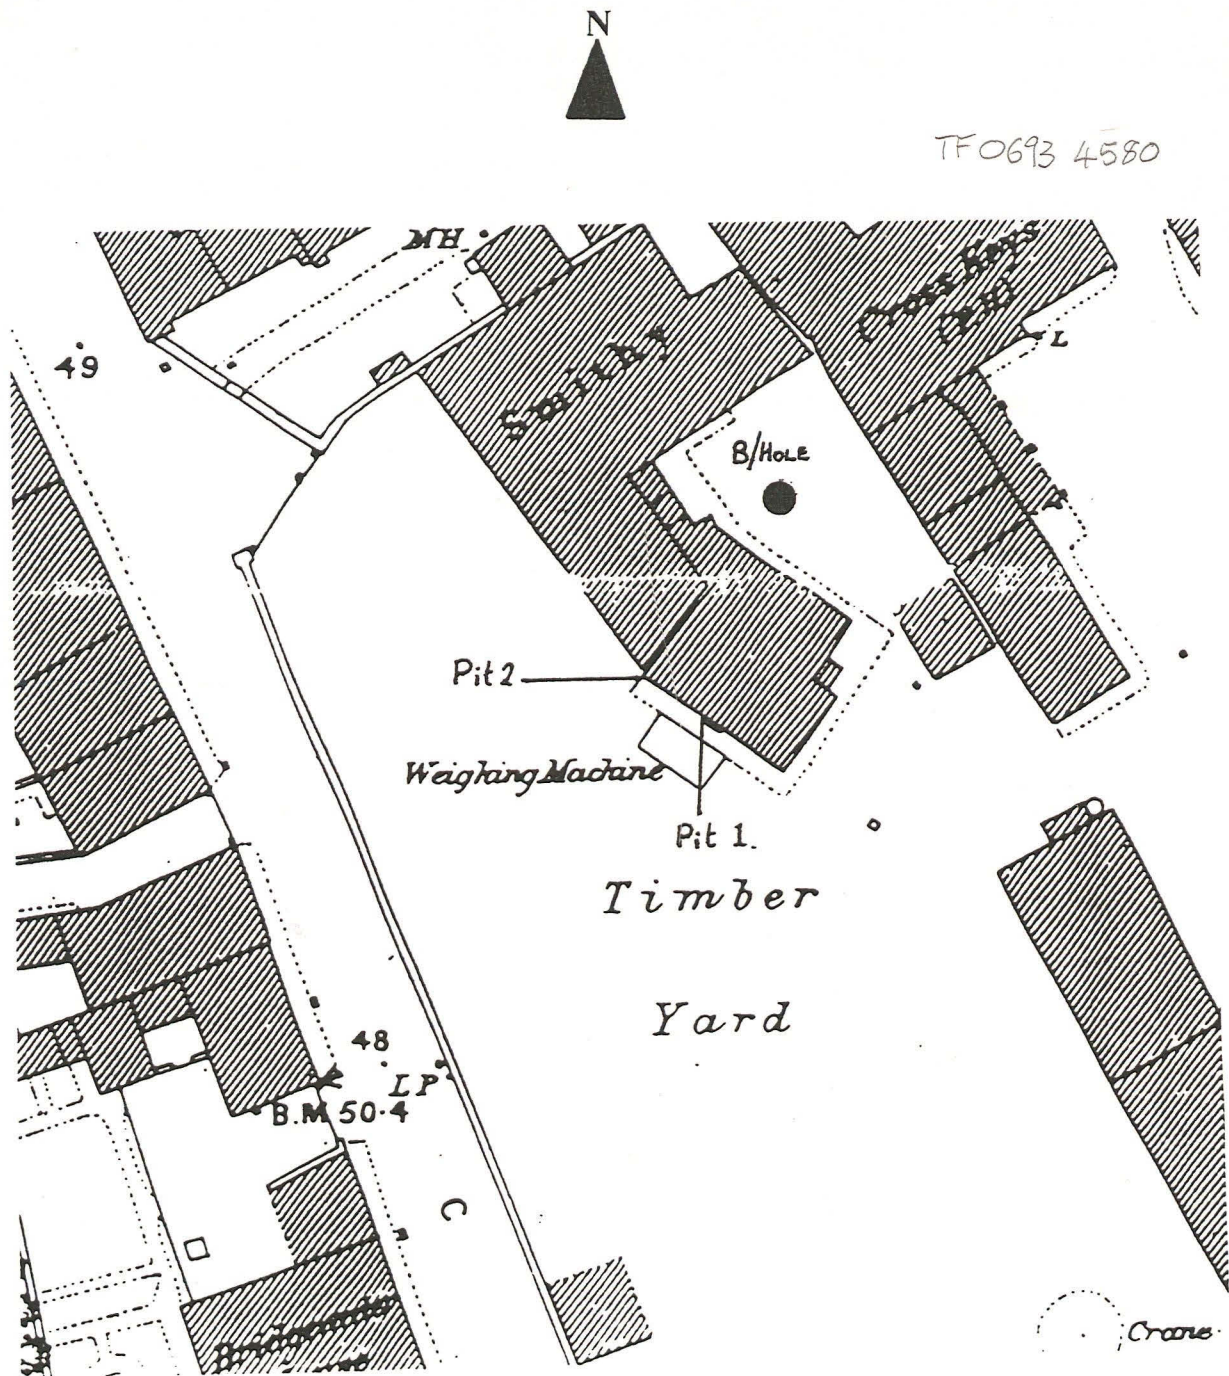 N
TF 0693 4580
MH.
Cross Keys
(P.H)
L
49
Smithy
B/HOLE
Pit 2
Weighing Machine
Pit 1.
Timber
Yard
48
LP
B.M 50.4
C
Crane